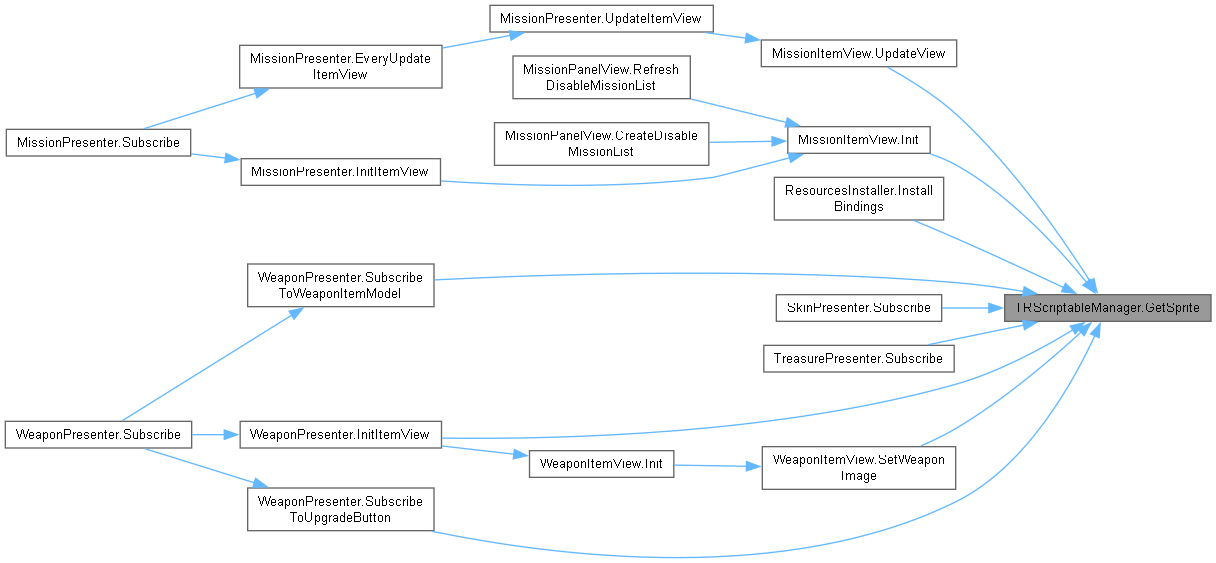 MissionPresenter.UpdateItemView
MissionItemView.UpdateView
MissionPresenter.EveryUpdate
ItemView
MissionPanelView.Refresh
DisableMissionList
MissionPresenter.Subscribe
MissionPanelView.CreateDisable
MissionList
MissionItemView.Init
MissionPresenter.InitItemView
ResourcesInstaller.Install
Bindings
WeaponPresenter.Subscribe
ToWeaponItemModel
SkinPresenter.Subscribe
TRScriptableManager.GetSprite
TreasurePresenter.Subscribe
WeaponPresenter.Subscribe
WeaponPresenter.InitItemView
WeaponItemView.Init
WeaponItemView.SetWeapon
Image
WeaponPresenter.Subscribe
ToUpgradeButton